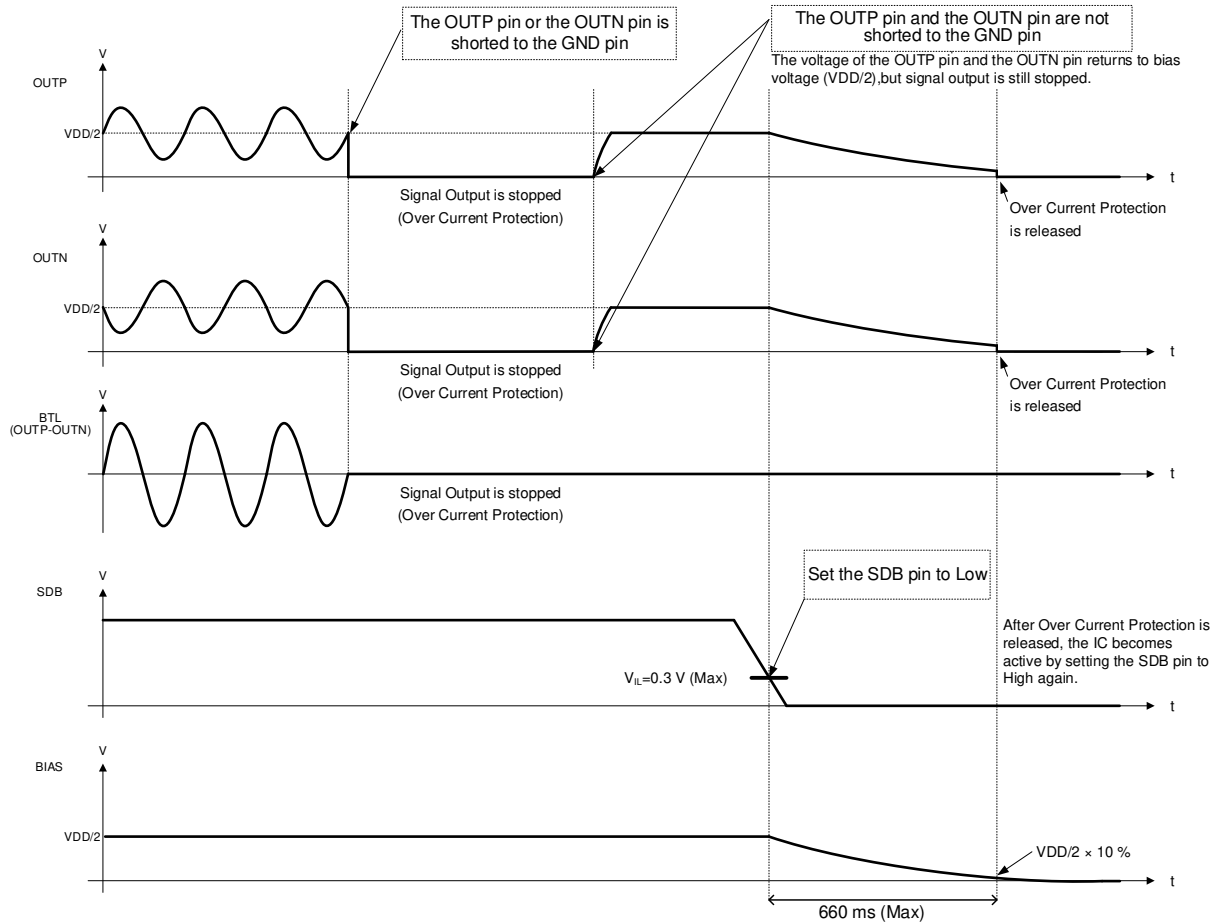 The OUTP pin or the OUTN pin is
shorted to the GND pin
The OUTP pin and the OUTN pin are not
shorted to the GND pin
The voltage of the OUTP pin and the OUTN pin returns to bias
voltage (VDD/2),but signal output is still stopped.
V
OUTP
VDD/2
t
Signal Output is stopped
(Over Current Protection)
Over Current Protection
is released
V
OUTN
VDD/2
t
Signal Output is stopped
(Over Current Protection)
Over Current Protection
is released
V
BTL
(OUTP-OUTN)
t
Signal Output is stopped
(Over Current Protection)
Set the SDB pin to Low
V
SDB
After Over Current Protection is
released, the IC becomes
active by setting the SDB pin to
High again.
VIL=0.3 V (Max)
t
V
BIAS
VDD/2
VDD/2 × 10 %
t
660 ms (Max)